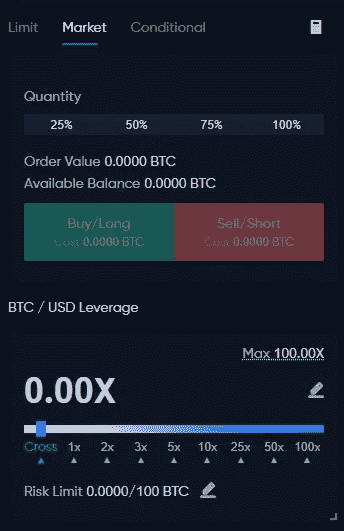 Limit Market Conditional
Quantity
25% 50% 75% 100%
Order Value 0.0000 BTC
Available Balance 0.0000 BTC
Buy/Long Sell/Short
Cost 0.0000 BTC Cost 0.0000 BTC
BTC / USD Leverage
Max 100.00X
0.00X
Cross 1x 2x 3x 5x 10x 25x 50x 100x
Risk Limit 0.0000/100 BTC